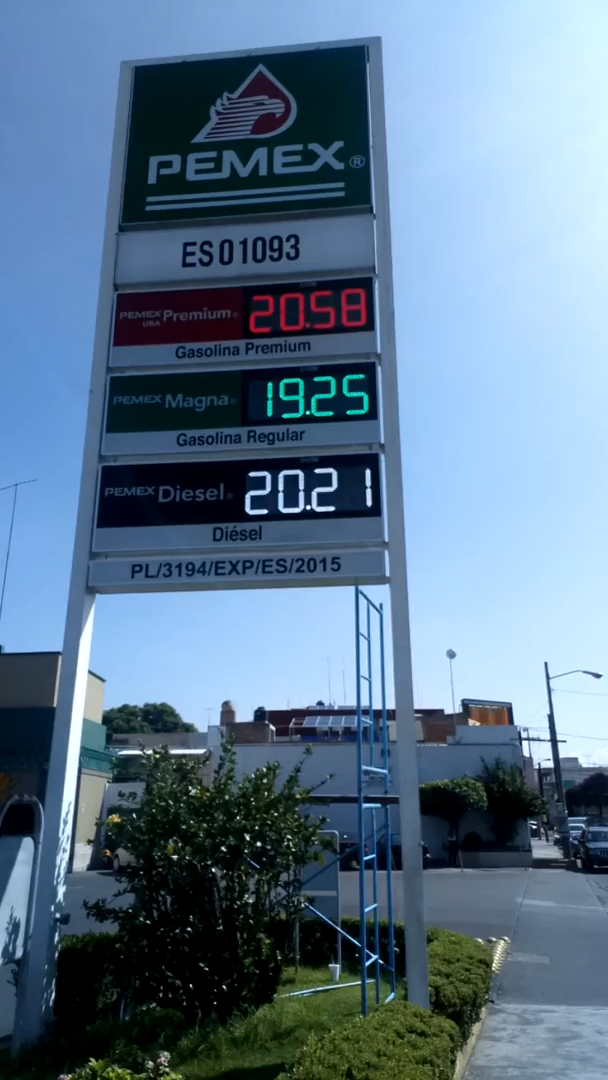 PEMEX®
ES01093
PEMEX Premium 20.58
USA
Gasolina Premium
PEMEX Magna 19.25
Gasolina Regular
PEMEX Diesel 20.21
Diésel
PL/3194/EXP/ES/2015